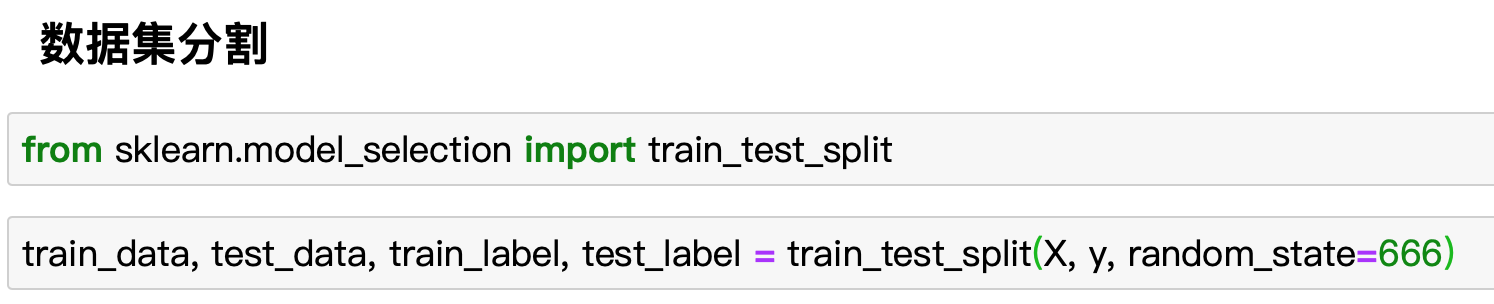 数据集分割
from sklearn.model_selection import train_test_split
train_data, test_data, train_label, test_label = train_test_split(X, y, random_state=666)